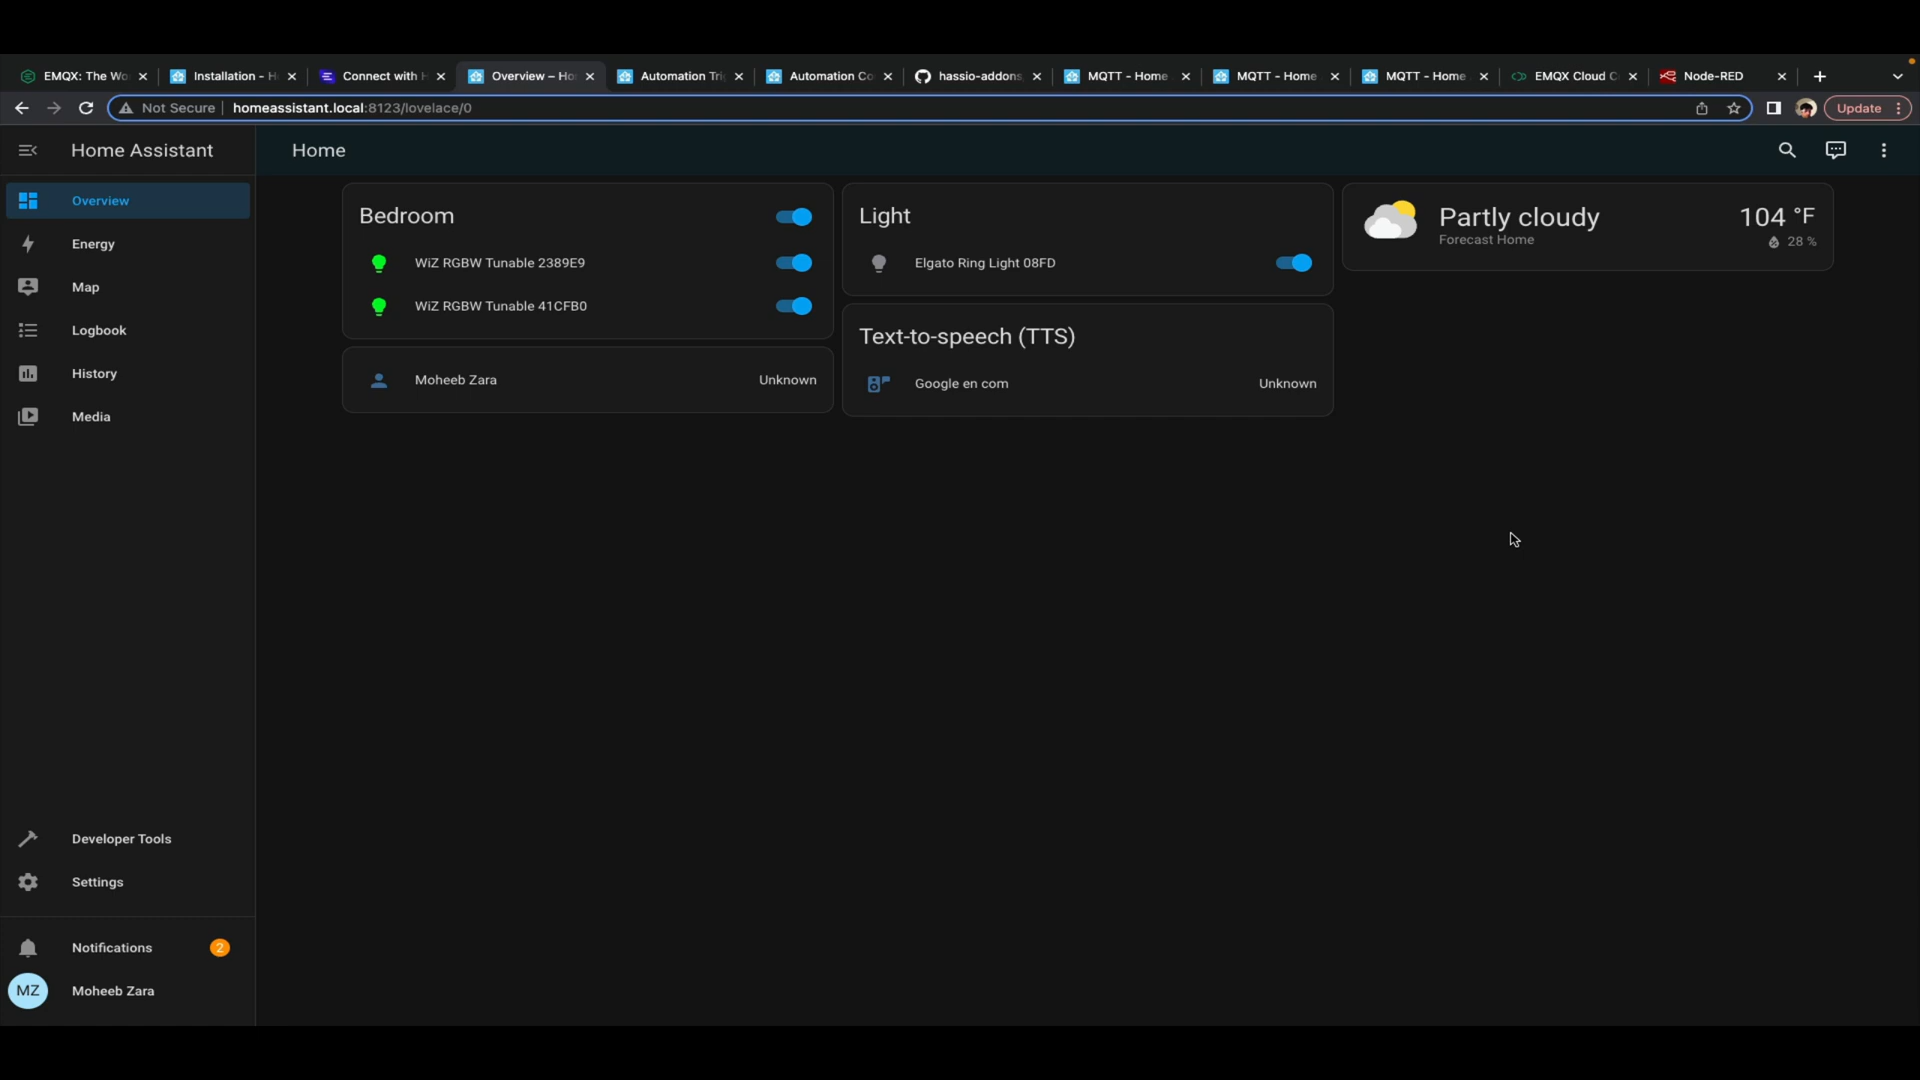 EMQX: The Wo
Installation - H
Connect with H
Overview – Ho
Automation Tri
Automation Co
hassio-addons
MQTT - Home
MQTT - Home
MQTT - Home
EMQX Cloud C
Node-RED
Not Secure
homeassistant.local:8123/lovelace/0
Update
Home Assistant
Home
Overview
Energy
Map
Logbook
History
Media
Bedroom
WiZ RGBW Tunable 2389E9
WiZ RGBW Tunable 41CFB0
Moheeb Zara Unknown
Light
Elgato Ring Light 08FD
Text-to-speech (TTS)
Google en com Unknown
Partly cloudy 104 °F
Forecast Home 28 %
Developer Tools
Settings
Notifications 2
MZ Moheeb Zara